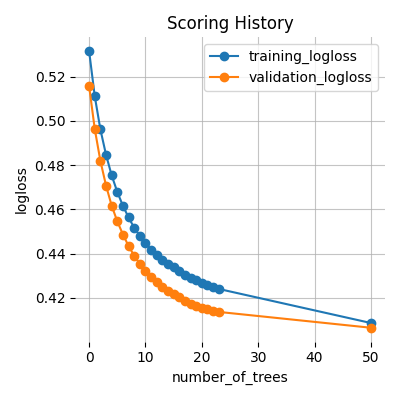 Scoring History
training_logloss
validation_logloss
logloss
0.52
0.50
0.48
0.46
0.44
0.42
0 10 20 30 40 50
number_of_trees